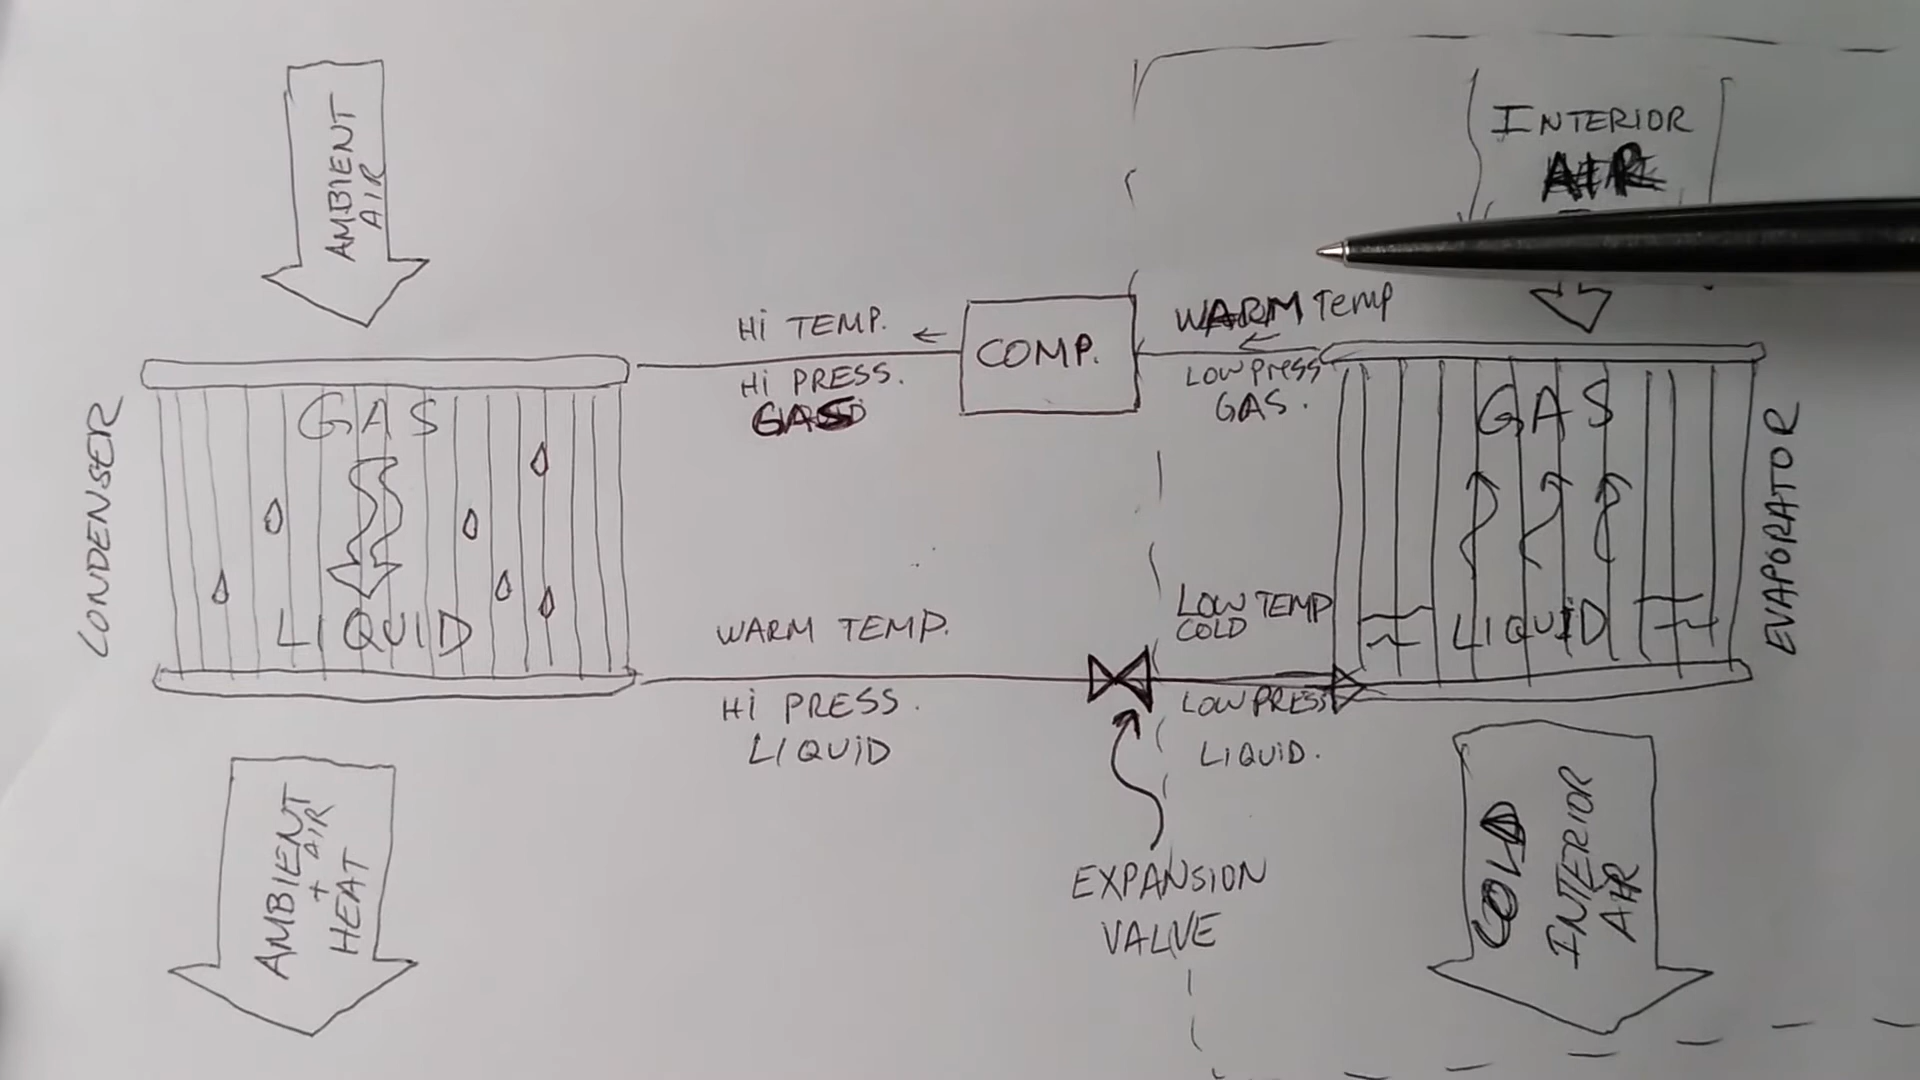 AMBIENT
AIR
INTERIOR
AIR
HI TEMP.
HI PRESS.
GAS
COMP.
WARM TEMP
LOW PRESS
GAS.
CONDENSER
GAS
LIQUID
GAS
LIQUID
EVAPORATOR
WARM TEMP.
HI PRESS.
LIQUID
LOW TEMP
COLD
LOW PRESS
LIQUID.
EXPANSION
VALVE
AMBIENT
AIR
+
HEAT
COLD
INTERIOR
AIR